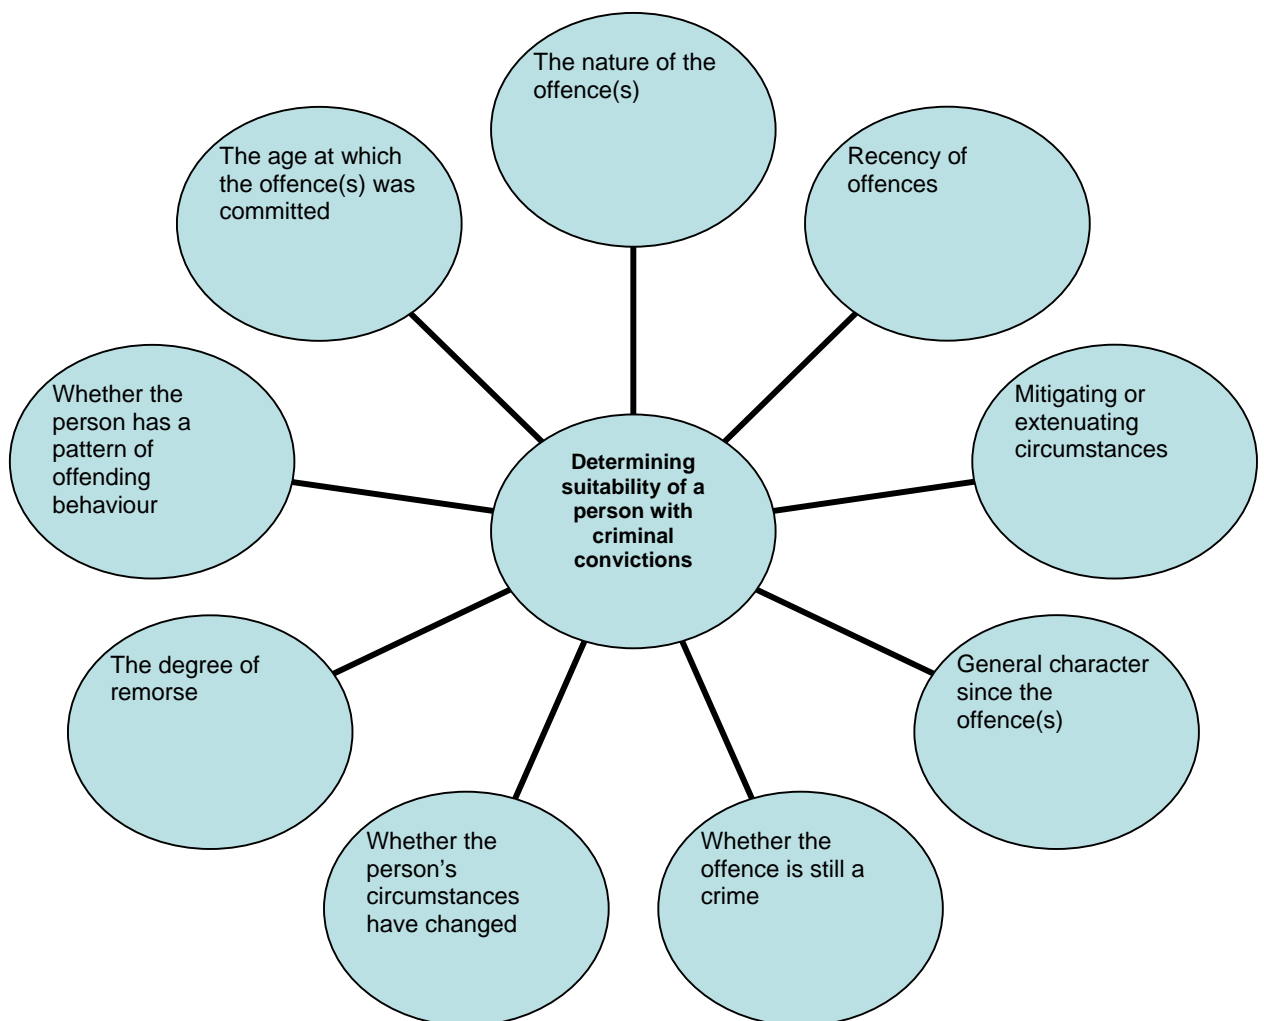 The nature of the
offence(s)
The age at which
the offence(s) was
committed
Recency of
offences
Whether the
person has a
pattern of
offending
behaviour
Mitigating or
extenuating
circumstances
Determining
suitability of a
person with
criminal
convictions
The degree of
remorse
General character
since the
offence(s)
Whether the
person’s
circumstances
have changed
Whether the
offence is still a
crime